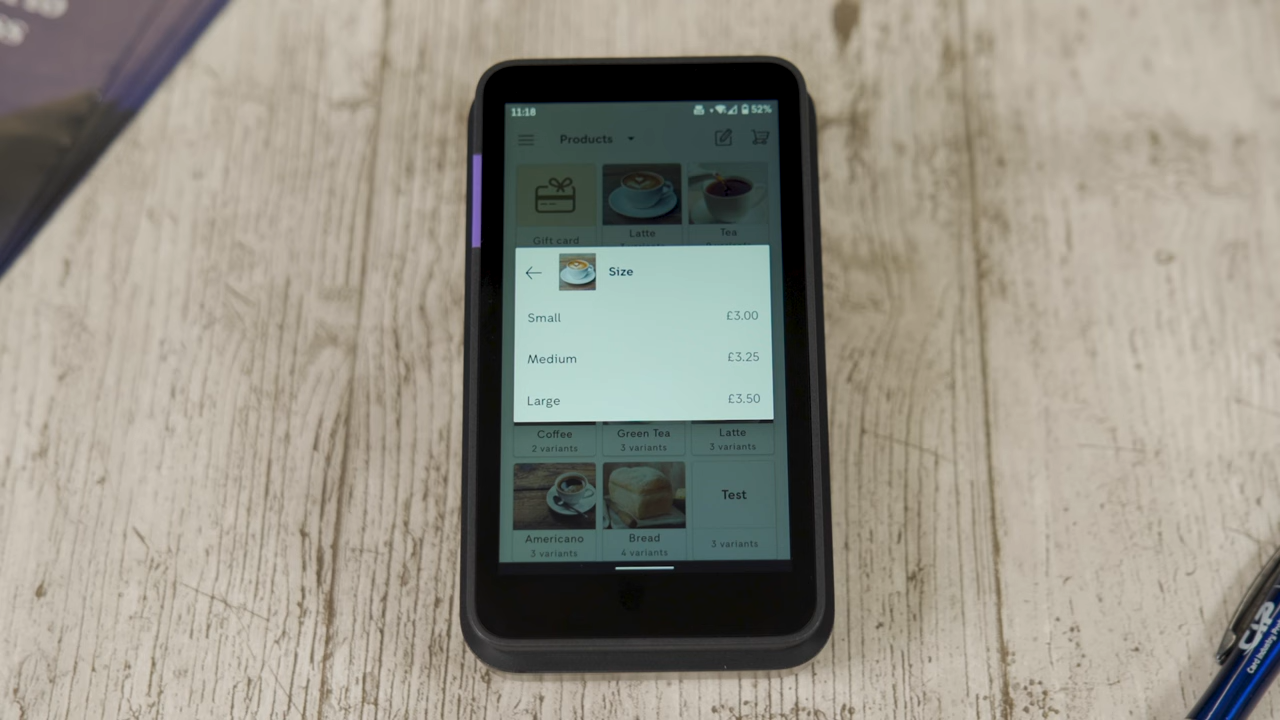 11:18 52%
Products
Gift card Latte Tea
Size
Small £3.00
Medium £3.25
Large £3.50
Coffee Green Tea Latte
2 variants 3 variants 3 variants
Test
Americano Bread
3 variants 4 variants 3 variants
CIP